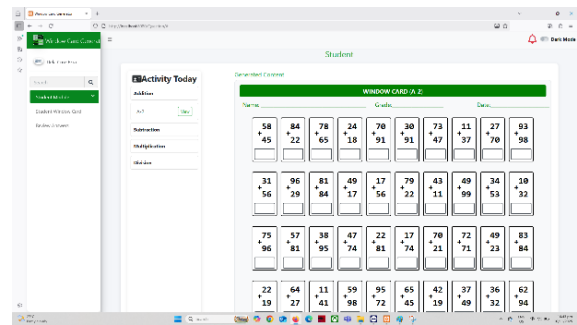 Window Card Generat
Dark Mode
Student
Search
Student Module
Student Window Card
Review Answers
Activity Today
Addition
A-Z
Subtraction
Multiplication
Division
Generated Content
WINDOW CARD (A-Z)
Name: Grade: Date:
58 84 78 24 70 30 73 11 27 93
+ + + + + + + + + +
45 22 65 18 91 91 47 37 70 98
31 96 81 49 17 79 43 49 34 10
+ + + + + + + + + +
56 29 84 17 56 22 11 99 53 32
75 57 38 47 22 17 70 72 49 83
+ + + + + + + + + +
96 81 95 74 81 74 21 71 23 84
22 64 11 59 95 65 42 37 36 62
+ + + + + + + + + +
19 27 41 98 72 45 19 49 32 94